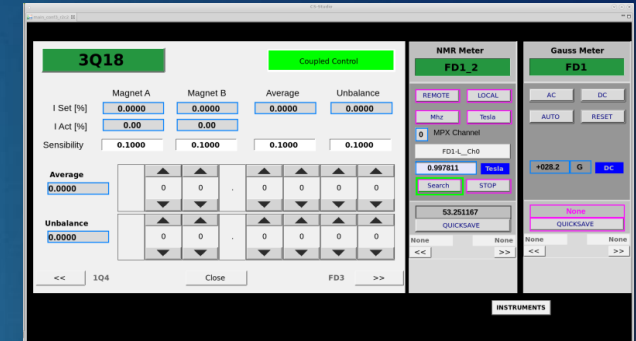 3Q18
Coupled Control
Magnet A Magnet B Average Unbalance
I Set [%] 0.0000 0.0000 0.0000 0.0000
I Act [%] 0.00 0.00
Sensibility 0.1000 0.1000 0.1000 0.1000
Average
0.0000
0 0 . 0 0 0 0
Unbalance
0.0000
0 0 . 0 0 0 0
<< 1Q4 Close FD3 >>
NMR Meter
FD1_2
REMOTE LOCAL
Mhz Tesla
0 MPX Channel
FD1-L__Ch0
0.997811 Tesla
Search STOP
53.251167
QUICKSAVE
None None
<< >>
Gauss Meter
FD1
AC DC
AUTO RESET
+028.2 G DC
None
QUICKSAVE
None None
<< >>
INSTRUMENTS